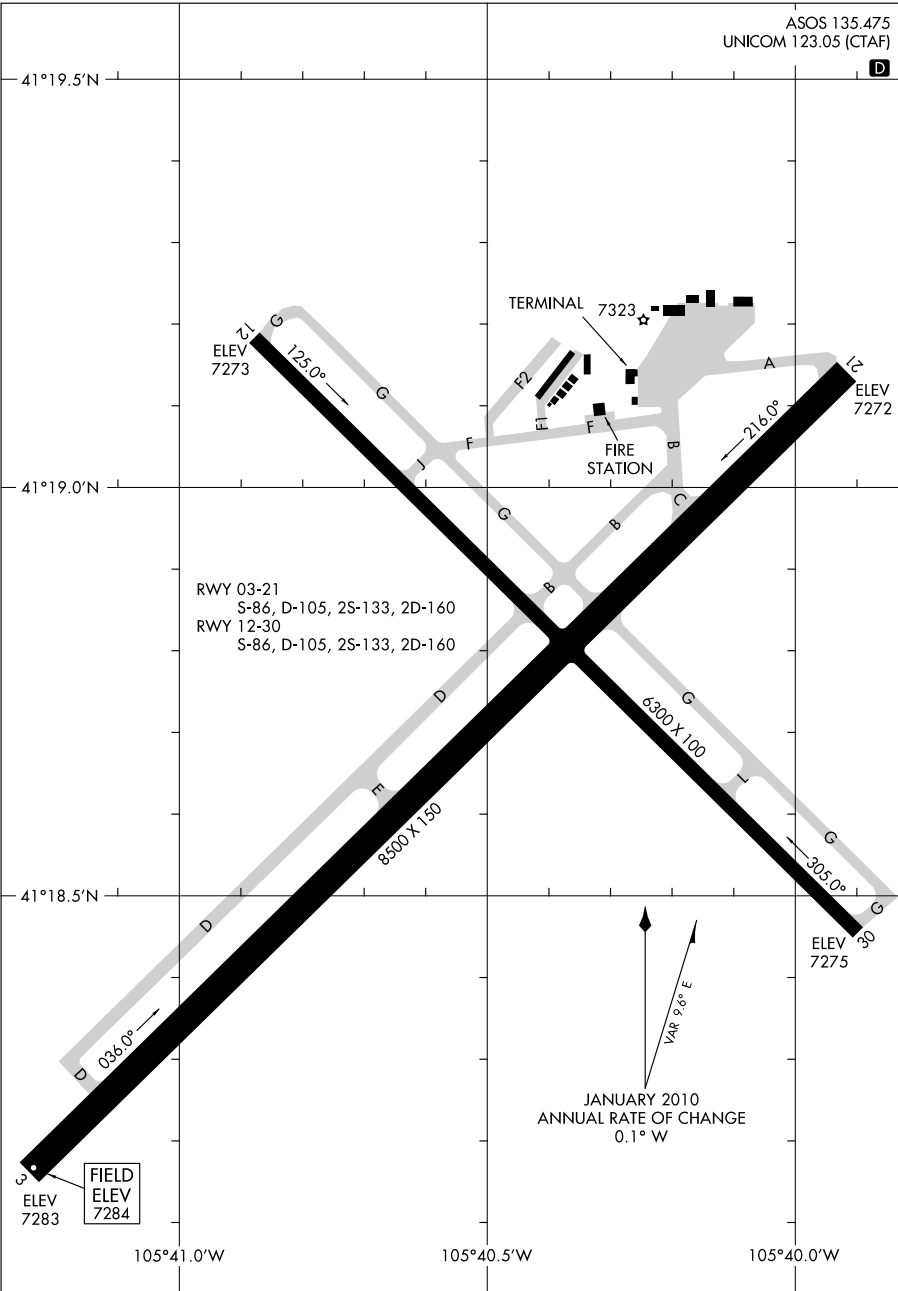 ASOS 135.475
UNICOM 123.05 (CTAF)
D
41°19.5'N
TERMINAL
7323
12
G
ELEV
7273
125.0°
G
F2
A
21
ELEV
7272
F1
F
F
216.0°
FIRE
STATION
B
J
41°19.0'N
C
G
B
B
RWY 03-21
S-86, D-105, 2S-133, 2D-160
RWY 12-30
S-86, D-105, 2S-133, 2D-160
D
G
6300 X 100
E
L
8500 X 150
G
305.0°
41°18.5'N
G
30
D
ELEV
7275
VAR 9.6° E
036.0°
D
JANUARY 2010
ANNUAL RATE OF CHANGE
0.1° W
3
ELEV
7283
FIELD
ELEV
7284
105°41.0'W
105°40.5'W
105°40.0'W